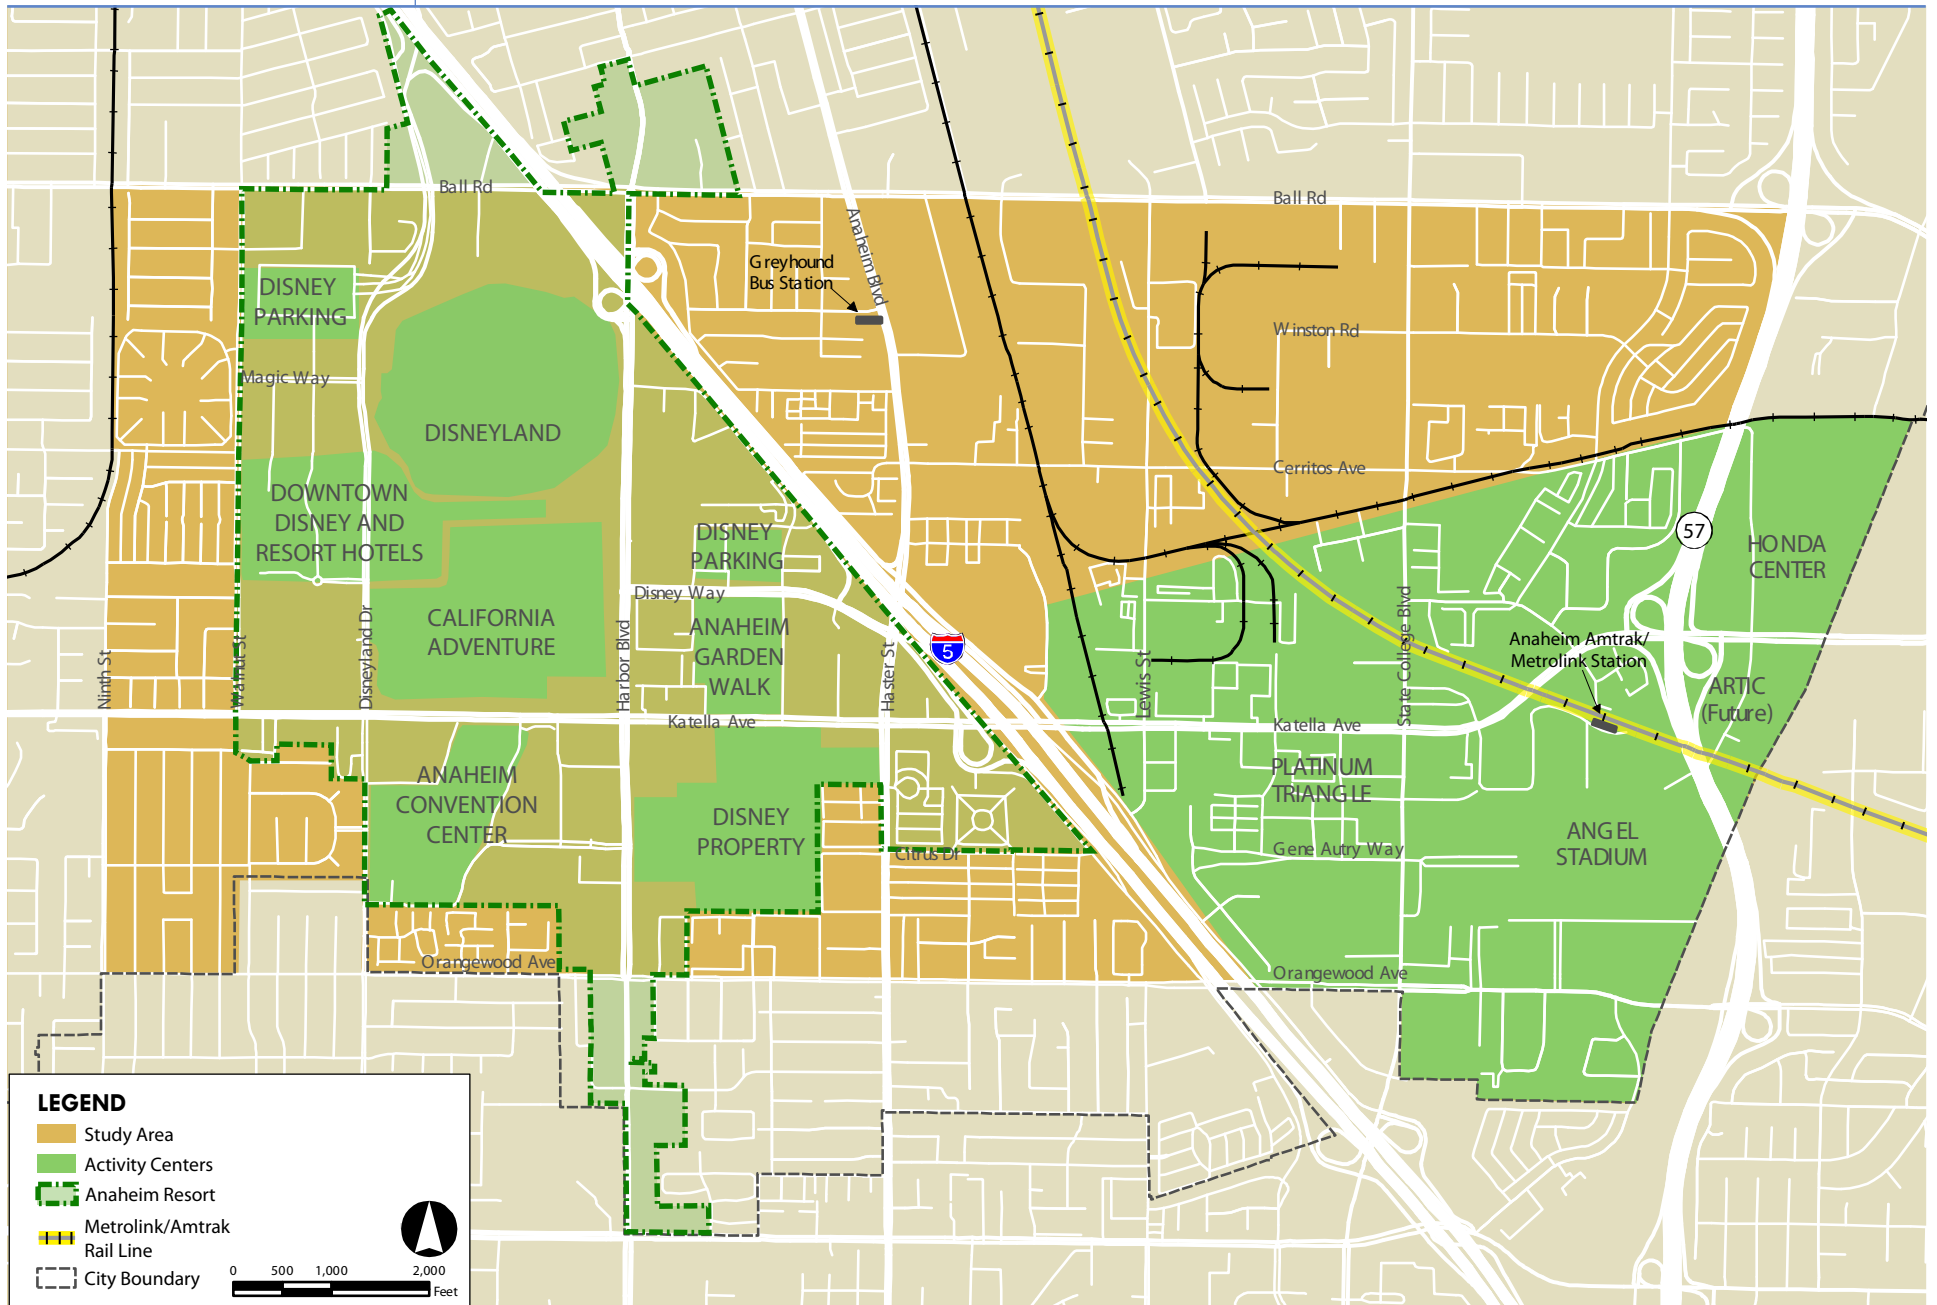 Ball Rd
Ball Rd
Anaheim Blvd
Greyhound
Bus Station
DISNEY
PARKING
Winston Rd
Magic Way
DISNEYLAND
Cerritos Ave
DOWNTOWN
DISNEY AND
RESORT HOTELS
DISNEY
PARKING
57
HONDA
CENTER
Disney Way
CALIFORNIA
ADVENTURE
ANAHEIM
GARDEN
WALK
5
Anaheim Amtrak/
Metrolink Station
Ninth St
Walnut St
Disneyland Dr
Harbor Blvd
Haster St
Lewis St
State College Blvd
ARTIC
(Future)
Katella Ave
Katella Ave
ANAHEIM
CONVENTION
CENTER
DISNEY
PROPERTY
PLATINUM
TRIANGLE
ANGEL
STADIUM
Citrus Dr
Gene Autry Way
Orangewood Ave
Orangewood Ave
LEGEND
Study Area
Activity Centers
Anaheim Resort
Metrolink/Amtrak
Rail Line
City Boundary
0 500 1,000 2,000
Feet